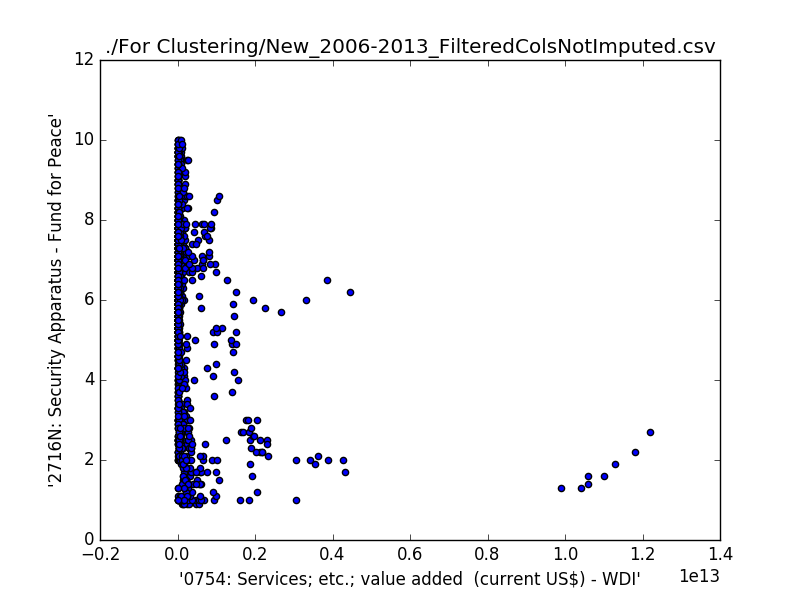 ./For Clustering/New_2006-2013_FilteredColsNotImputed.csv
12
10
8
6
4
2
0
'2716N: Security Apparatus - Fund for Peace'
−0.2 0.0 0.2 0.4 0.6 0.8 1.0 1.2 1.4
1e13
'0754: Services; etc.; value added (current US$) - WDI'